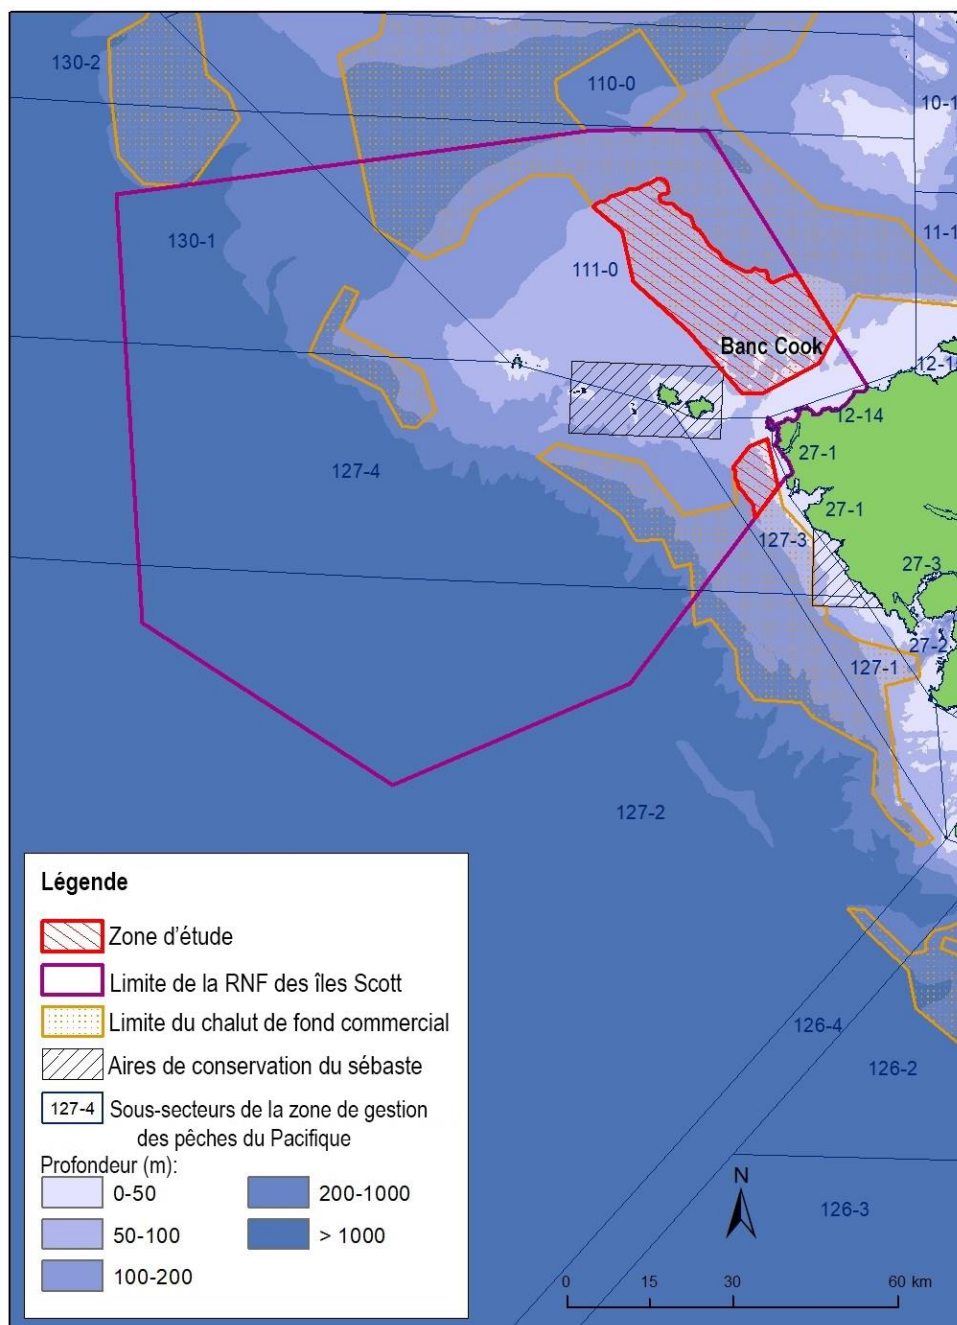 130-2
110-0
10-1
11-1
130-1
111-0
Banc Cook
12-1
12-14
27-1
127-4
27-1
127-3
27-3
27-2
127-1
127-2
126-4
126-2
126-3
Légende
Zone d'étude
Limite de la RNF des îles Scott
Limite du chalut de fond commercial
Aires de conservation du sébaste
127-4 Sous-secteurs de la zone de gestion
des pêches du Pacifique
Profondeur (m):
0-50 200-1000
50-100 > 1000
100-200
N
0 15 30 60 km